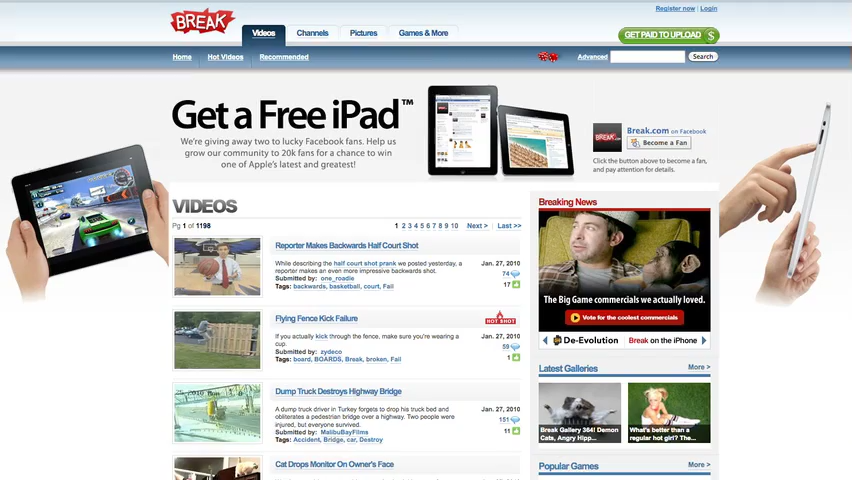 Register now | Login
BREAK
Videos
Channels
Pictures
Games & More
GET PAID TO UPLOAD $
Home
Hot Videos
Recommended
Advanced
Search
Get a Free iPad™
We're giving away two to lucky Facebook fans. Help us
grow our community to 20k fans for a chance to win
one of Apple's latest and greatest!
BREAK
Break.com on Facebook
Become a Fan
Click the button above to become a fan,
and pay attention for details.
VIDEOS
Pg 1 of 1198
1 2 3 4 5 6 7 8 9 10 Next > | Last >>
Reporter Makes Backwards Half Court Shot
While describing the half court shot prank we posted yesterday, a
reporter makes an even more impressive backwards shot.
Submitted by: one_roadie
Tags: backwards, basketball, court, Fail
Jan. 27, 2010
74
17
Flying Fence Kick Failure
HOT SHOT
If you actually kick through the fence, make sure you're wearing a
cup.
Submitted by: zydeco
Tags: board, BOARDS, Break, broken, Fail
Jan. 27, 2010
59
1
Dump Truck Destroys Highway Bridge
A dump truck driver in Turkey forgets to drop his truck bed and
obliterates a pedestrian bridge over a highway. Two people were
injured, but everyone survived.
Submitted by: MalibuBayFilms
Tags: Accident, Bridge, car, Destroy
Jan. 27, 2010
151
11
Cat Drops Monitor On Owner's Face
Breaking News
The Big Game commercials we actually loved.
Vote for the coolest commercials
De-Evolution
Break on the iPhone
Latest Galleries
More >
Break Gallery 364! Demon
Cats, Angry Hipp...
What's better than a
regular hot girl? The...
Popular Games
More >